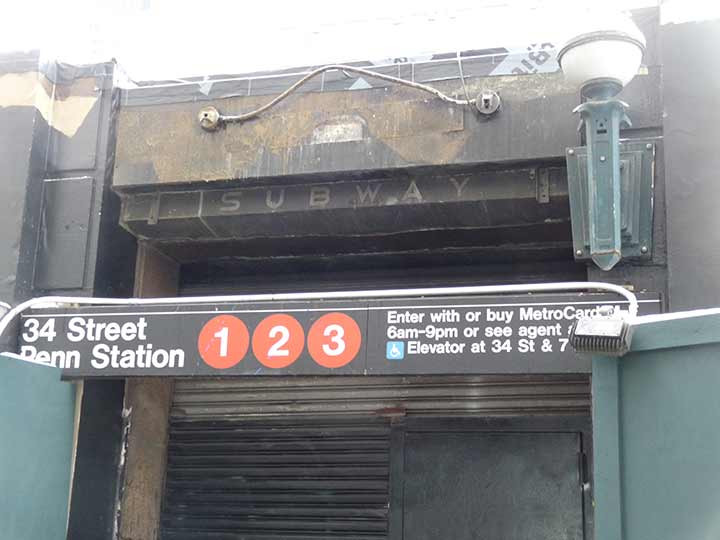 SUBWAY
34 Street
Penn Station
1 2 3
Enter with or buy MetroCard
6am-9pm or see agent
Elevator at 34 St & 7